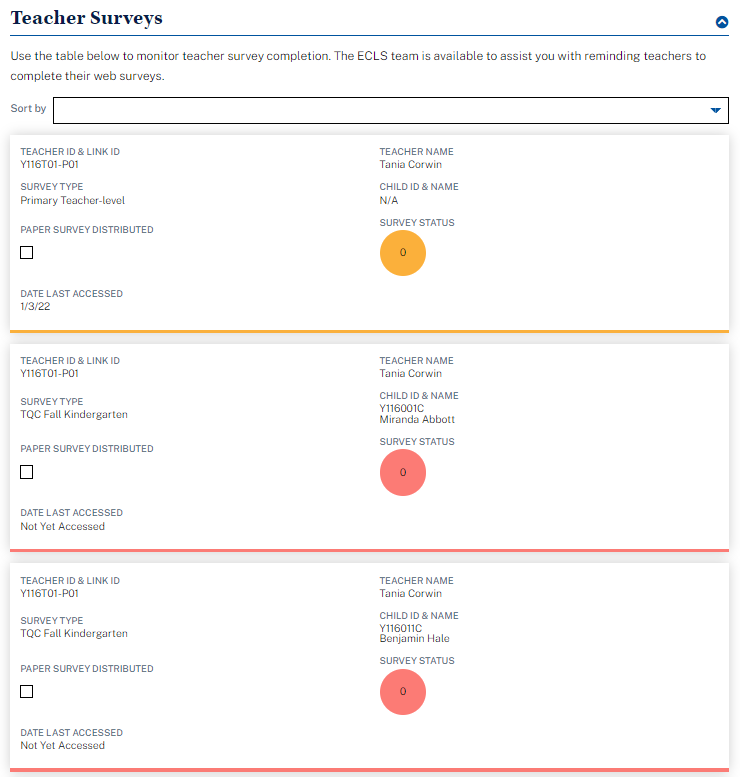 Teacher Surveys
Use the table below to monitor teacher survey completion. The ECLS team is available to assist you with reminding teachers to
complete their web surveys.
Sort by
TEACHER ID & LINK ID
Y116T01-P01
TEACHER NAME
Tania Corwin
SURVEY TYPE
Primary Teacher-level
CHILD ID & NAME
N/A
PAPER SURVEY DISTRIBUTED
SURVEY STATUS
0
DATE LAST ACCESSED
1/3/22
TEACHER ID & LINK ID
Y116T01-P01
TEACHER NAME
Tania Corwin
SURVEY TYPE
TQC Fall Kindergarten
CHILD ID & NAME
Y116001C
Miranda Abbott
PAPER SURVEY DISTRIBUTED
SURVEY STATUS
0
DATE LAST ACCESSED
Not Yet Accessed
TEACHER ID & LINK ID
Y116T01-P01
TEACHER NAME
Tania Corwin
SURVEY TYPE
TQC Fall Kindergarten
CHILD ID & NAME
Y116011C
Benjamin Hale
PAPER SURVEY DISTRIBUTED
SURVEY STATUS
0
DATE LAST ACCESSED
Not Yet Accessed